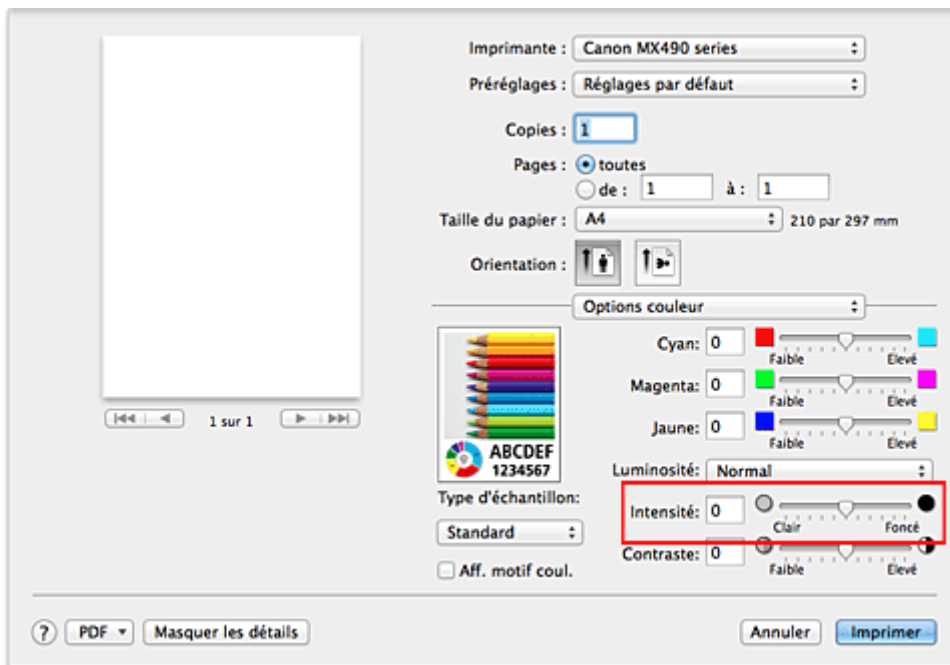 Imprimante : Canon MX490 series
Préréglages : Réglages par défaut
Copies : 1
Pages : toutes
de : 1 à : 1
Taille du papier : A4 210 par 297 mm
Orientation :
Options couleur
1 sur 1
ABCDEF
1234567
Type d'échantillon:
Standard
Aff. motif coul.
Cyan: 0
Faible Elevé
Magenta: 0
Faible Elevé
Jaune: 0
Faible Elevé
Luminosité: Normal
Intensité: 0
Clair Foncé
Contraste: 0
Faible Elevé
? PDF Masquer les détails Annuler Imprimer